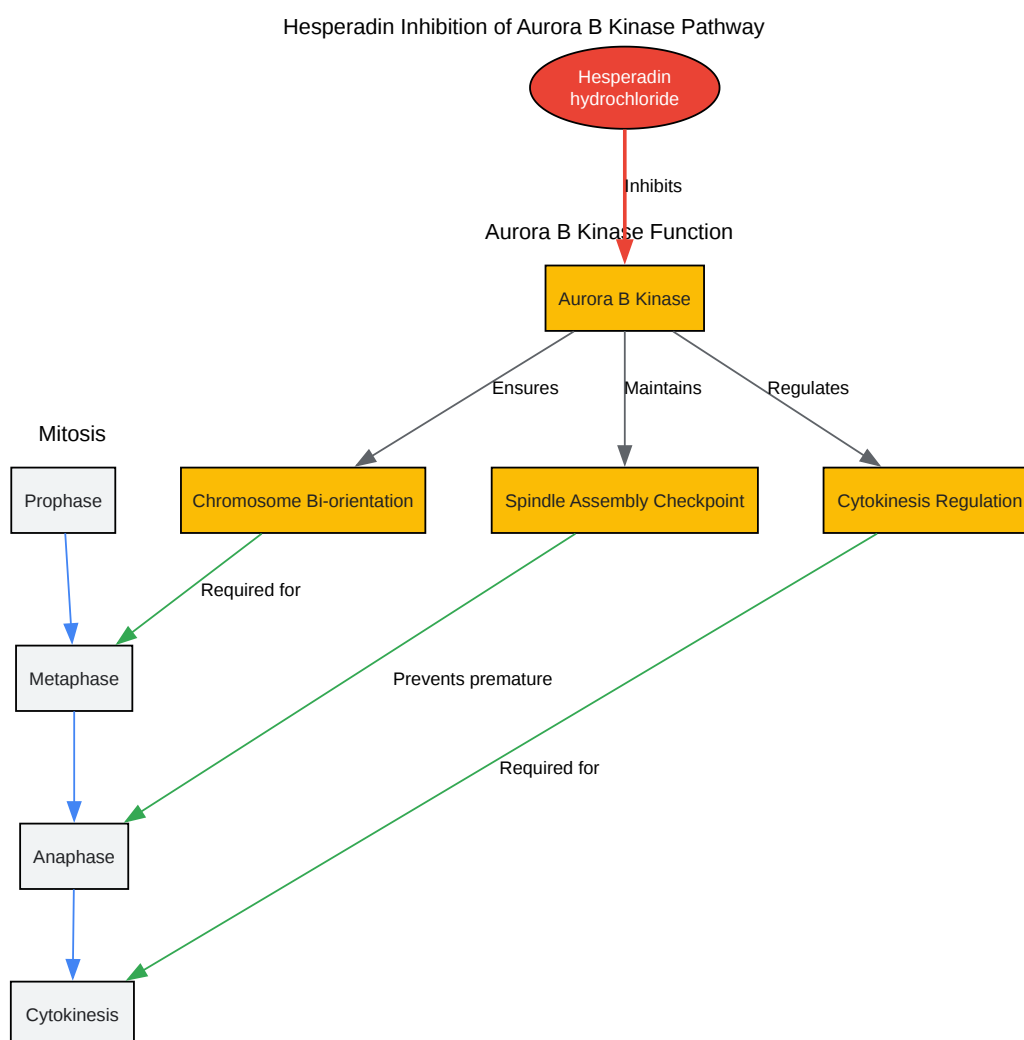 Hesperadin Inhibition of Aurora B Kinase Pathway
Hesperadin
hydrochloride
Inhibits
Aurora B Kinase Function
Aurora B Kinase
Ensures
Maintains
Regulates
Mitosis
Prophase
Chromosome Bi-orientation
Spindle Assembly Checkpoint
Cytokinesis Regulation
Required for
Metaphase
Prevents premature
Required for
Anaphase
Cytokinesis